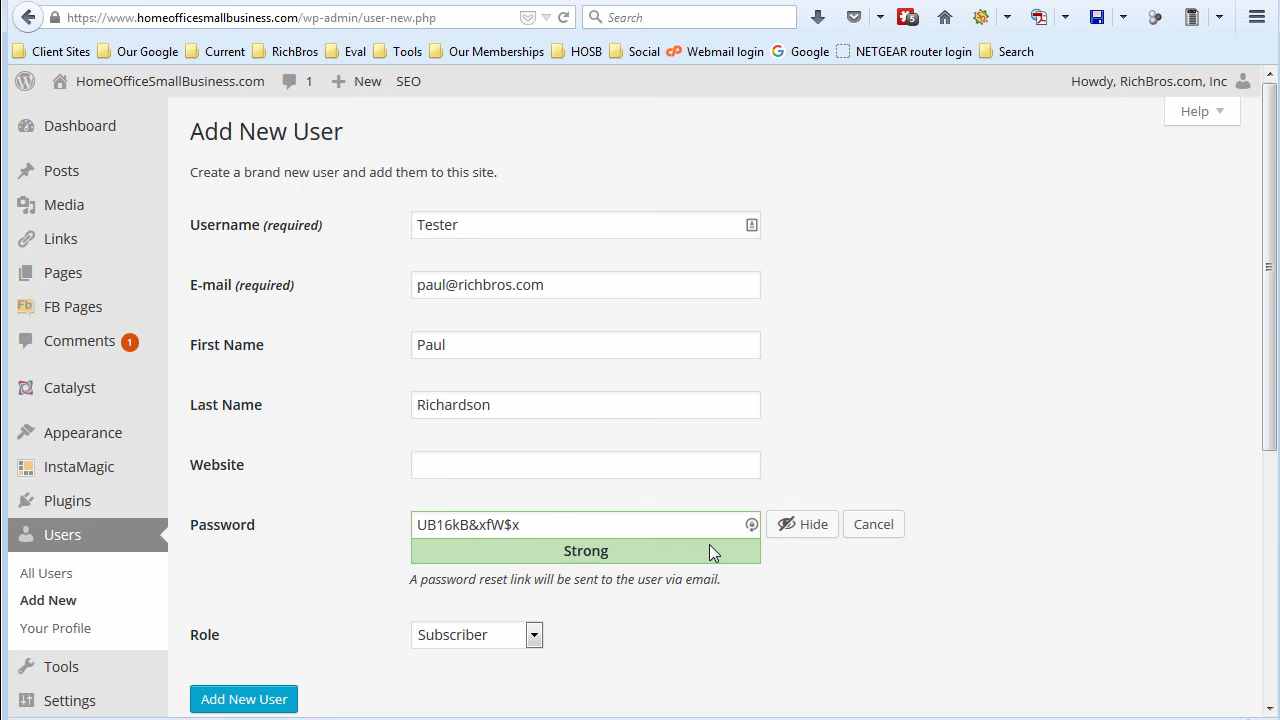 https://www.homeofficesmallbusiness.com/wp-admin/user-new.php
Search
5
Client Sites Our Google Current RichBros Eval Tools Our Memberships HOSB Social cP Webmail login G Google NETGEAR router login Search
HomeOfficeSmallBusiness.com 1 New SEO Howdy, RichBros.com, Inc
Help
Dashboard
Posts
Media
Links
Pages
Fb FB Pages
Comments 1
Catalyst
Appearance
InstaMagic
Plugins
Users
All Users
Add New
Your Profile
Tools
Settings
Add New User
Create a brand new user and add them to this site.
Username (required) Tester
E-mail (required) paul@richbros.com
First Name Paul
Last Name Richardson
Website
Password UB16kB&xfW$x Hide Cancel
Strong
A password reset link will be sent to the user via email.
Role Subscriber
Add New User